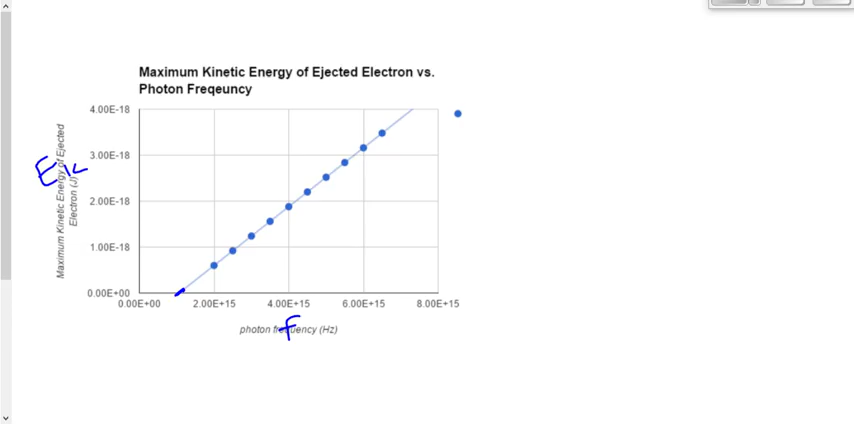 Maximum Kinetic Energy of Ejected Electron vs.
Photon Freqeuncy
4.00E-18
3.00E-18
2.00E-18
1.00E-18
0.00E+00
Maximum Kinetic Energy of Ejected
Electron (J)
Ek
0.00E+00 2.00E+15 4.00E+15 6.00E+15 8.00E+15
photon frequency (Hz)
f